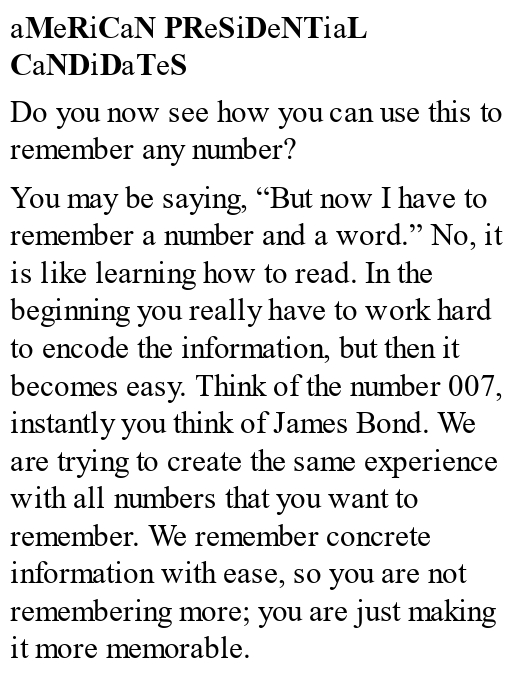 aMeRiCaN PReSiDeNTiaL
CaNDiDaTeS
Do you now see how you can use this to
remember any number?
You may be saying, “But now I have to
remember a number and a word.” No, it
is like learning how to read. In the
beginning you really have to work hard
to encode the information, but then it
becomes easy. Think of the number 007,
instantly you think of James Bond. We
are trying to create the same experience
with all numbers that you want to
remember. We remember concrete
information with ease, so you are not
remembering more; you are just making
it more memorable.